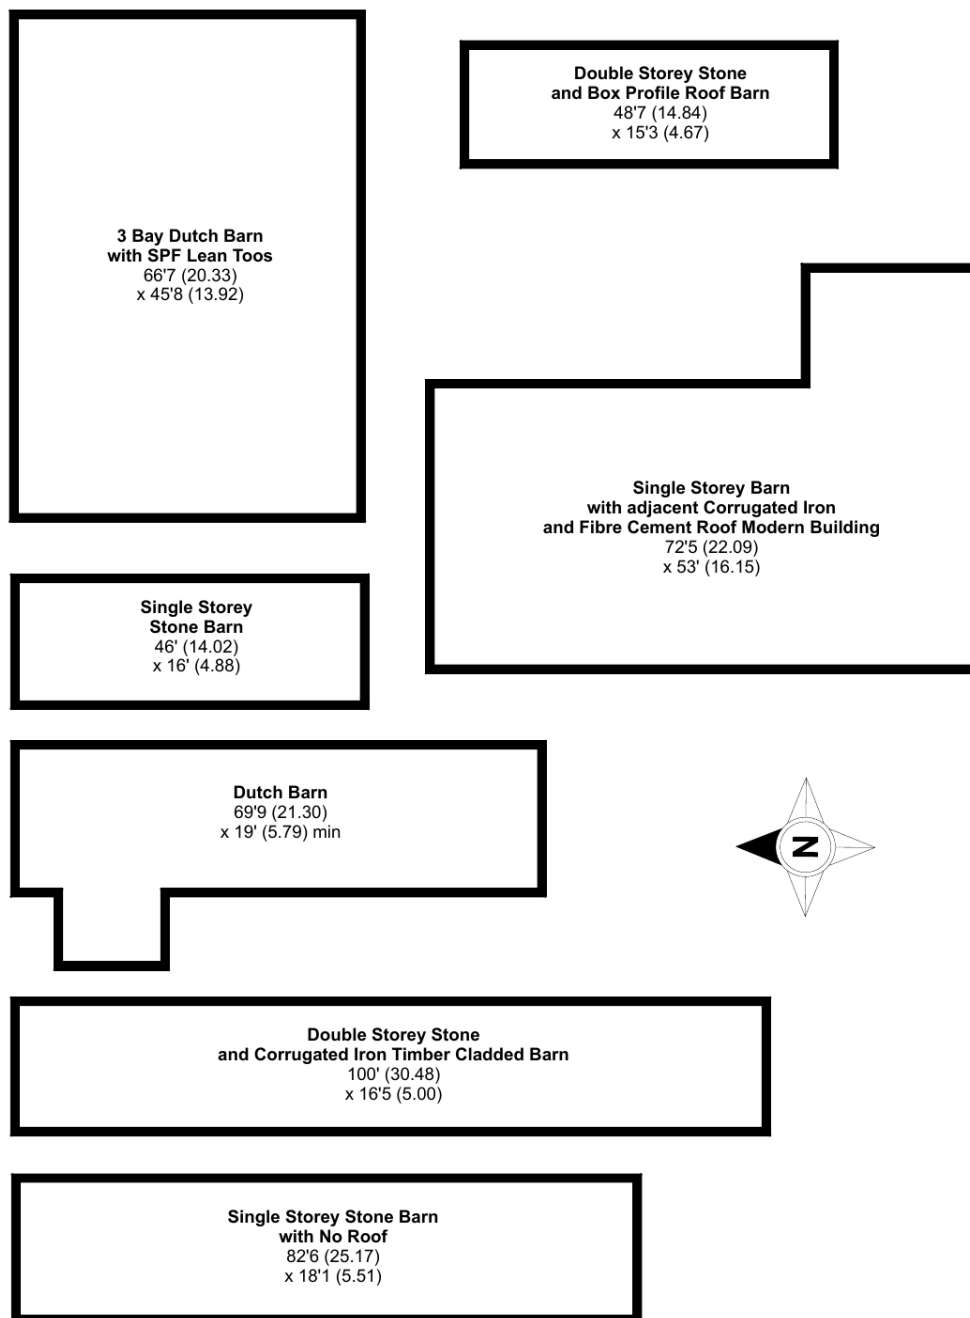 Double Storey Stone
and Box Profile Roof Barn
48'7 (14.84)
x 15'3 (4.67)
3 Bay Dutch Barn
with SPF Lean Toos
66'7 (20.33)
x 45'8 (13.92)
Single Storey Barn
with adjacent Corrugated Iron
and Fibre Cement Roof Modern Building
72'5 (22.09)
x 53' (16.15)
Single Storey
Stone Barn
46' (14.02)
x 16' (4.88)
Dutch Barn
69'9 (21.30)
x 19' (5.79) min
N
Double Storey Stone
and Corrugated Iron Timber Cladded Barn
100' (30.48)
x 16'5 (5.00)
Single Storey Stone Barn
with No Roof
82'6 (25.17)
x 18'1 (5.51)